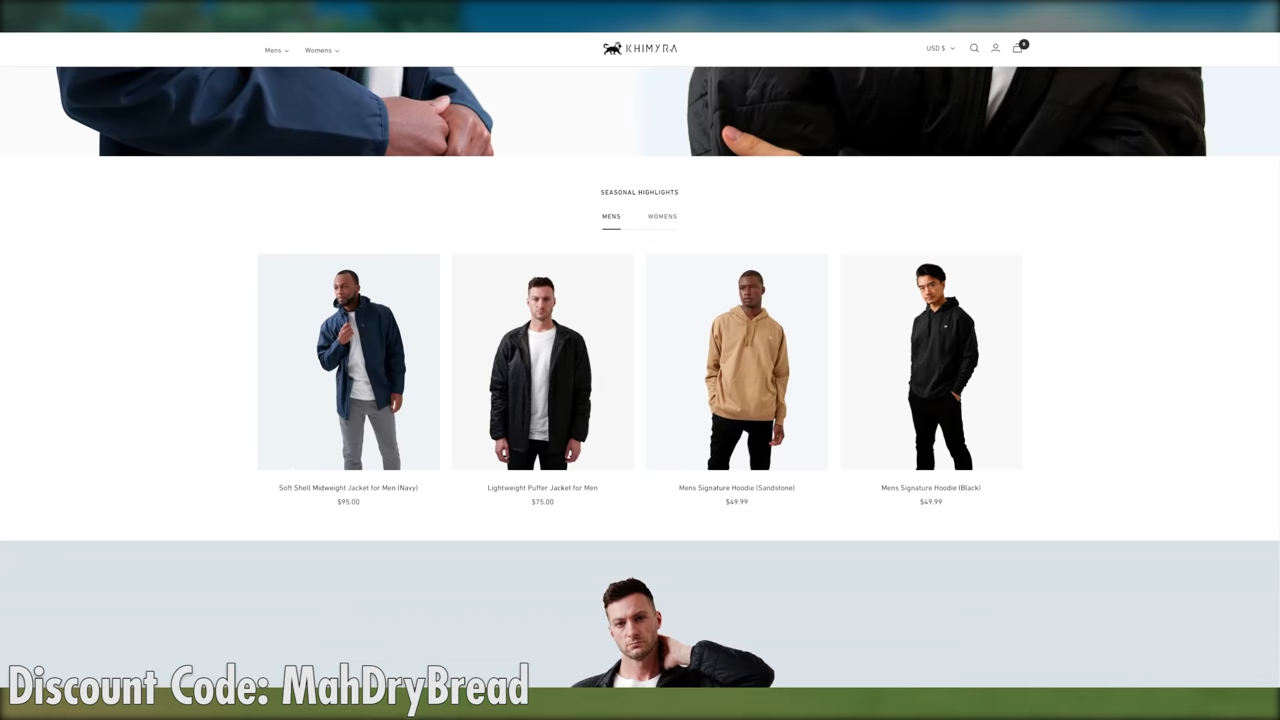 Mens
Womens
KHIMYRA
USD $
0
SEASONAL HIGHLIGHTS
MENS
WOMENS
Soft Shell Midweight Jacket for Men (Navy)
$95.00
Lightweight Puffer Jacket for Men
$75.00
Mens Signature Hoodie (Sandstone)
$49.99
Mens Signature Hoodie (Black)
$49.99
Discount Code: MahDryBread